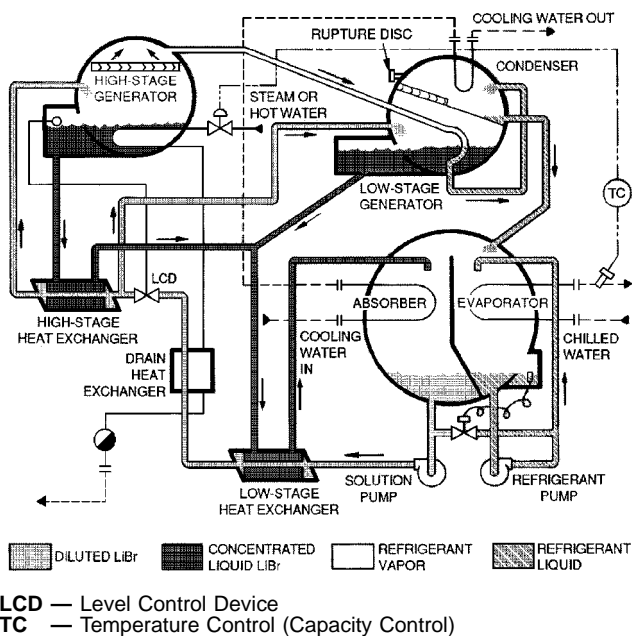 COOLING WATER OUT
RUPTURE DISC
CONDENSER
HIGH-STAGE
GENERATOR
STEAM OR
HOT WATER
LOW-STAGE
GENERATOR
TC
LCD
ABSORBER
EVAPORATOR
HIGH-STAGE
HEAT EXCHANGER
COOLING
WATER
IN
CHILLED
WATER
DRAIN
HEAT
EXCHANGER
SOLUTION
PUMP
REFRIGERANT
PUMP
LOW-STAGE
HEAT EXCHANGER
DILUTED LiBr
CONCENTRATED
LIQUID LiBr
REFRIGERANT
VAPOR
REFRIGERANT
LIQUID
LCD — Level Control Device
TC — Temperature Control (Capacity Control)